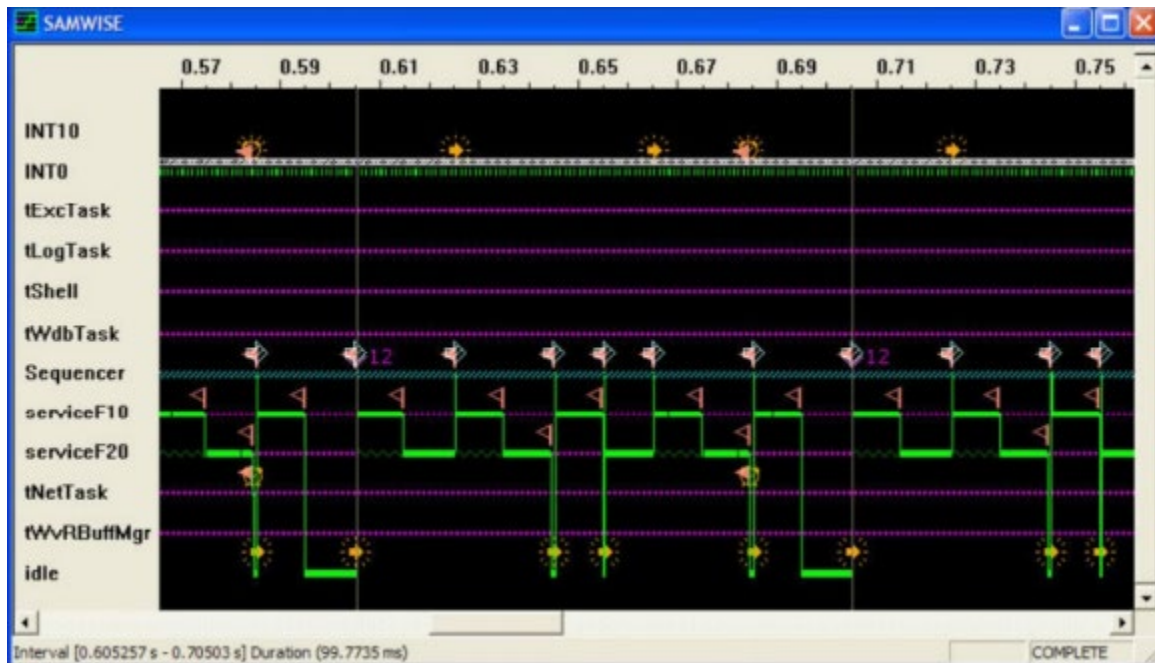 SAMWISE
0.57 0.59 0.61 0.63 0.65 0.67 0.69 0.71 0.73 0.75
INT10
INT0
tExcTask
tLogTask
tShell
tWdbTask
12 12
Sequencer
serviceF10
serviceF20
tNetTask
tWvRBuffMgr
idle
Interval [0.605257 s - 0.70503 s] Duration (99.7735 ms) COMPLETE